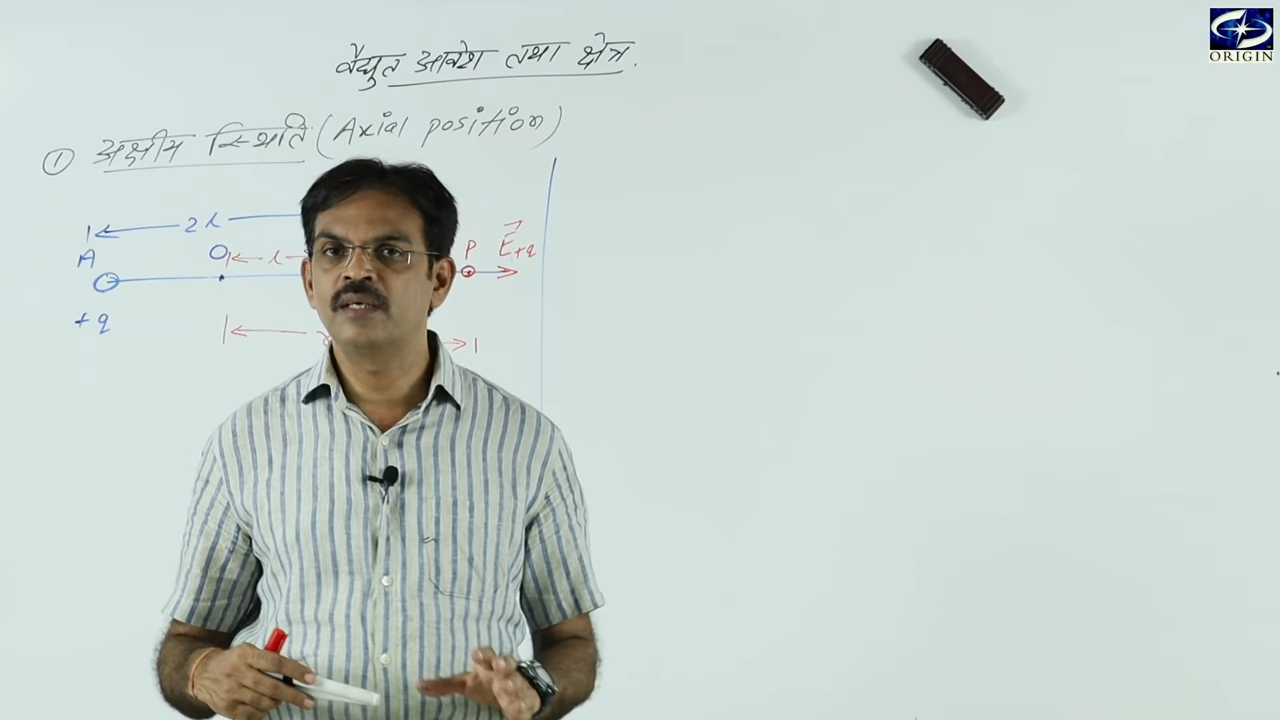 वैद्युत आवेश तथा क्षेत्र.
ORIGIN
① अक्षीय स्थिति (Axial position)
2l
A
O
l
P
E+q
+q